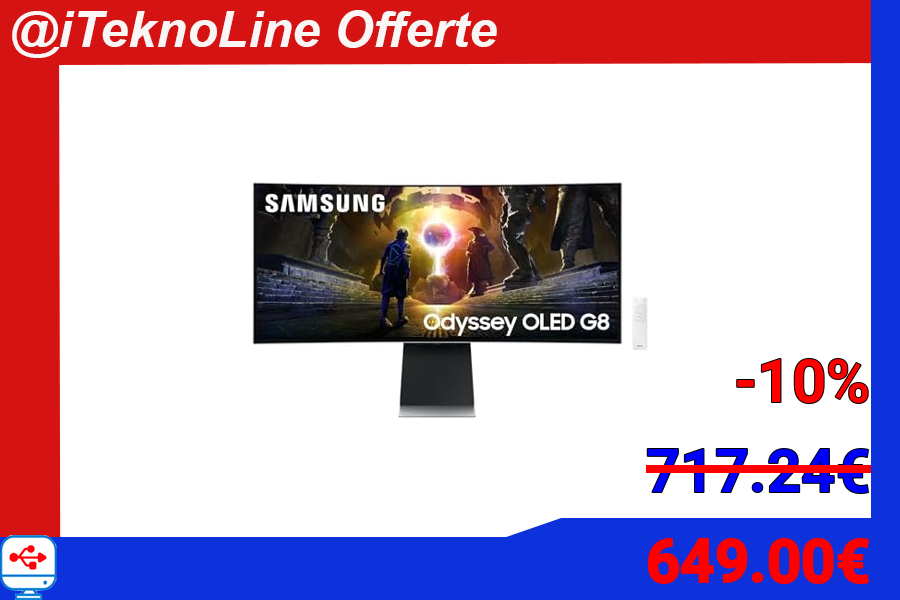 @iTeknoLine Offerte
SAMSUNG
Odyssey OLED G8
-10%
717.24€
649.00€